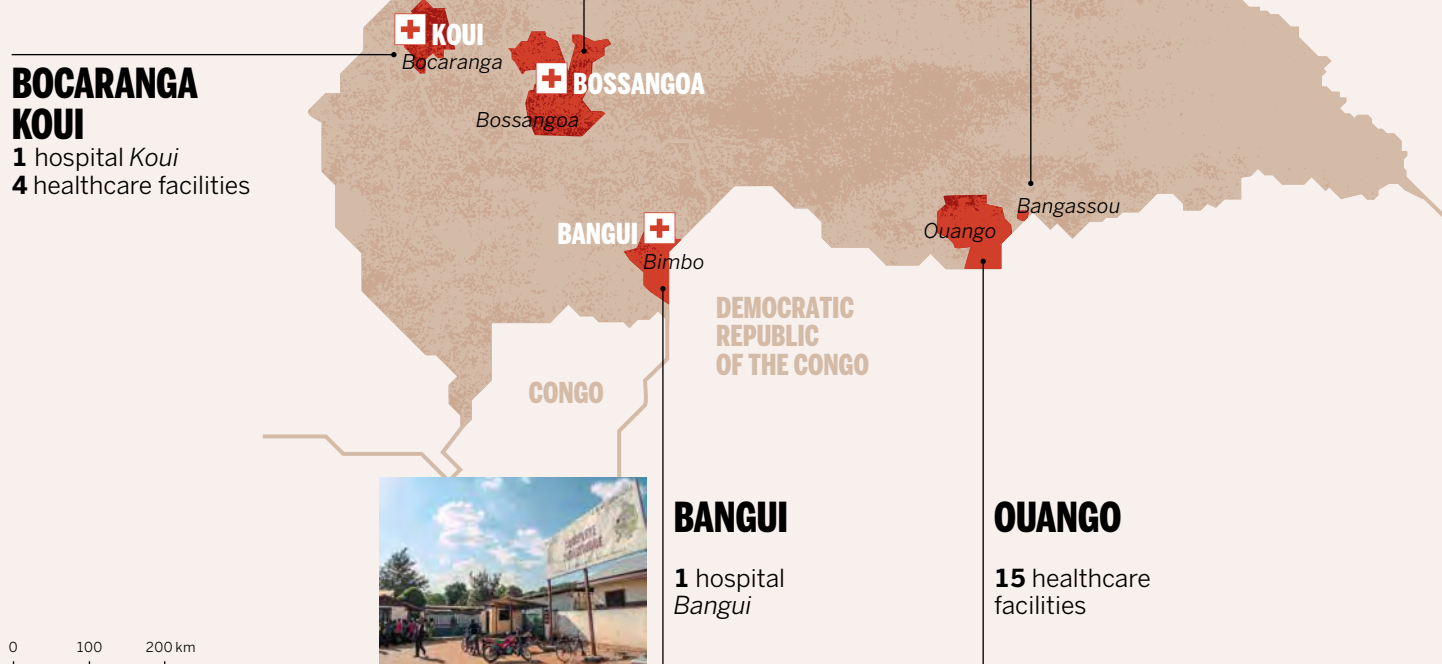 KOUI
Bocaranga
BOCARANGA
KOUI
1 hospital Koui
4 healthcare facilities
BOSSANGOA
Bossangoa
BANGUI
Bimbo
Bangassou
Ouango
DEMOCRATIC
REPUBLIC
OF THE CONGO
CONGO
BANGUI
1 hospital
Bangui
OUANGO
15 healthcare
facilities
0 100 200 km